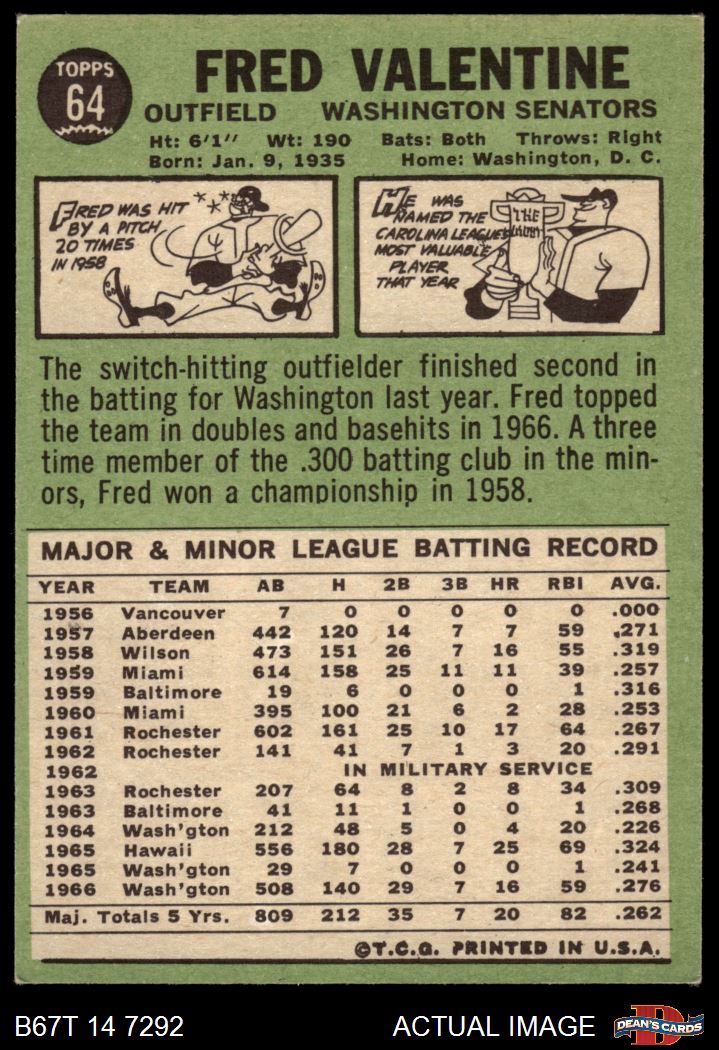 TOPPS
64
FRED VALENTINE
OUTFIELD WASHINGTON SENATORS
Ht: 6'1" Wt: 190 Bats: Both Throws: Right
Born: Jan. 9, 1935 Home: Washington, D. C.
FRED WAS HIT
BY A PITCH
20 TIMES
IN 1958
HE WAS
NAMED THE
CAROLINA LEAGUE'S
MOST VALUABLE
PLAYER
THAT YEAR
THE
MOST
The switch-hitting outfielder finished second in
the batting for Washington last year. Fred topped
the team in doubles and basehits in 1966. A three
time member of the .300 batting club in the min-
ors, Fred won a championship in 1958.
MAJOR & MINOR LEAGUE BATTING RECORD
YEAR TEAM AB H 2B 3B HR RBI AVG.
1956 Vancouver 7 0 0 0 0 0 .000
1957 Aberdeen 442 120 14 7 7 59 .271
1958 Wilson 473 151 26 7 16 55 .319
1959 Miami 614 158 25 11 11 39 .257
1959 Baltimore 19 6 0 0 0 1 .316
1960 Miami 395 100 21 6 2 28 .253
1961 Rochester 602 161 25 10 17 64 .267
1962 Rochester 141 41 7 1 3 20 .291
1962 IN MILITARY SERVICE
1963 Rochester 207 64 8 2 8 34 .309
1963 Baltimore 41 11 1 0 0 1 .268
1964 Wash'gton 212 48 5 0 4 20 .226
1965 Hawaii 556 180 28 7 25 69 .324
1965 Wash'gton 29 7 0 0 0 1 .241
1966 Wash'gton 508 140 29 7 16 59 .276
Maj. Totals 5 Yrs. 809 212 35 7 20 82 .262
©T.C.G. PRINTED IN U.S.A.
B67T 14 7292 ACTUAL IMAGE
DEAN'S CARDS